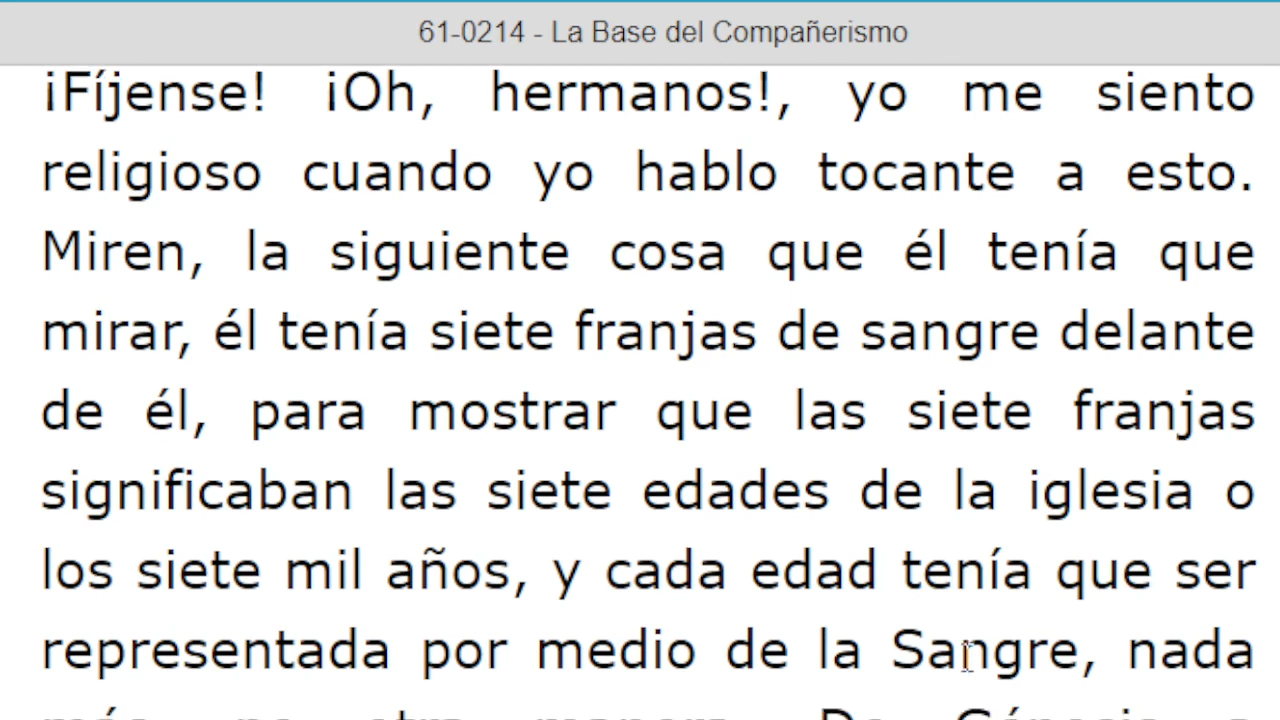 61-0214 - La Base del Compañerismo
¡Fíjense! ¡Oh, hermanos!, yo me siento
religioso cuando yo hablo tocante a esto.
Miren, la siguiente cosa que él tenía que
mirar, él tenía siete franjas de sangre delante
de él, para mostrar que las siete franjas
significaban las siete edades de la iglesia o
los siete mil años, y cada edad tenía que ser
representada por medio de la Sangre, nada